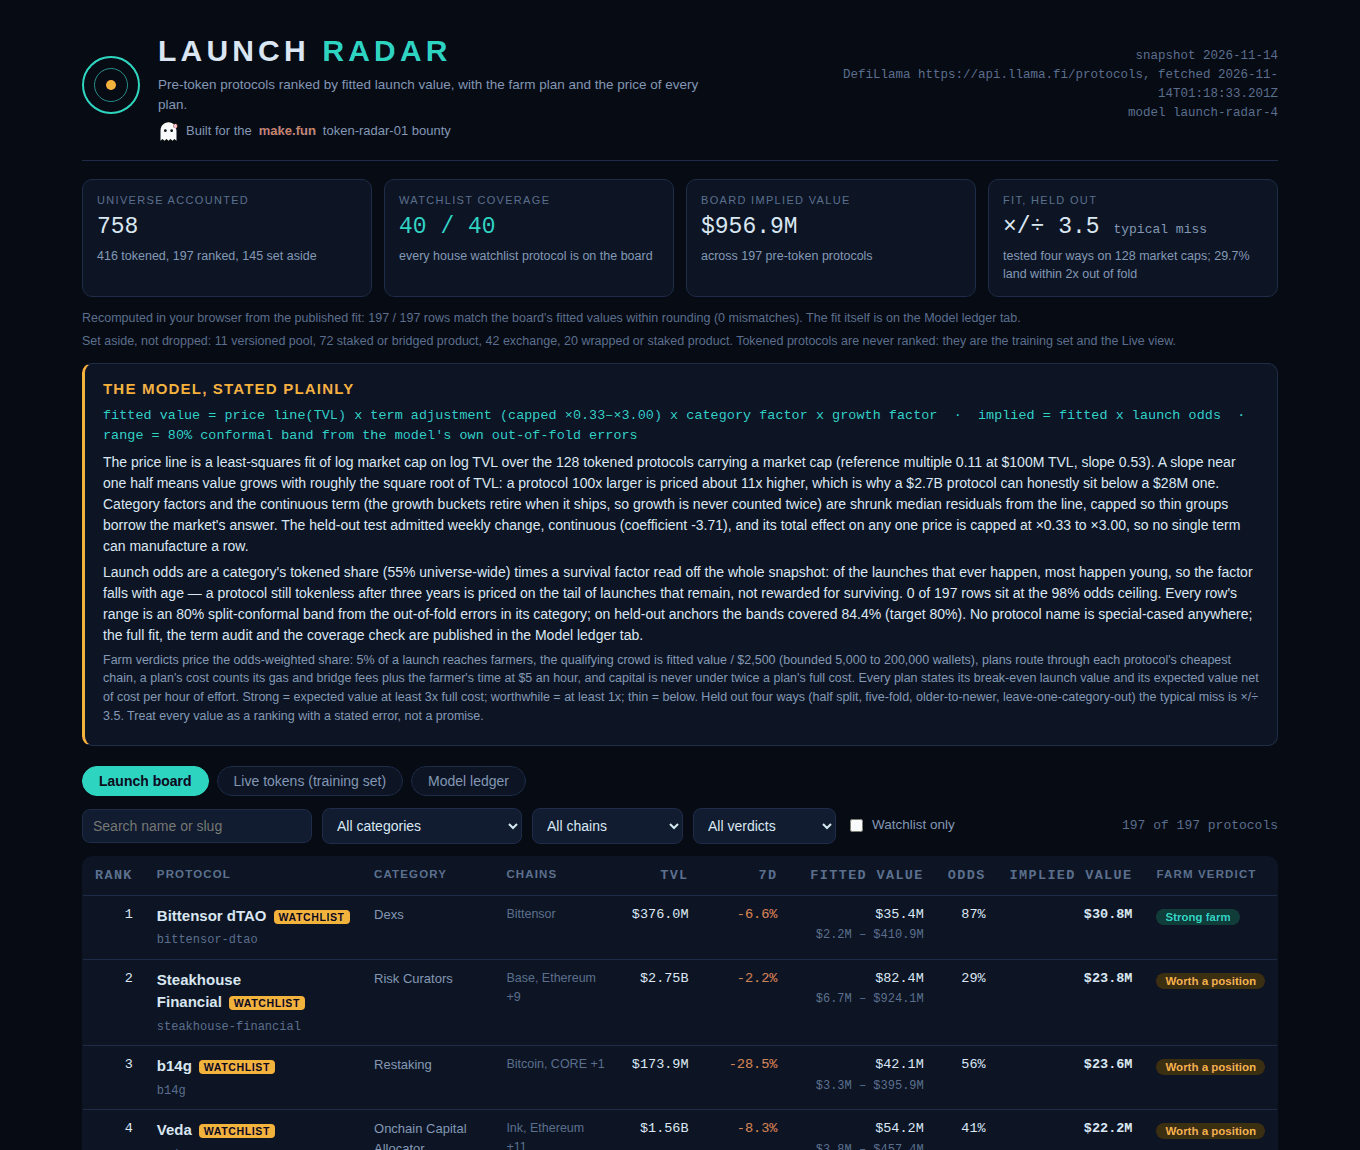 LAUNCH RADAR
Pre-token protocols ranked by fitted launch value, with the farm plan and the price of every
plan.
Built for the make.fun token-radar-01 bounty
snapshot 2026-11-14
DefiLlama https://api.llama.fi/protocols, fetched 2026-11-
14T01:18:33.201Z
model launch-radar-4
UNIVERSE ACCOUNTED
758
416 tokened, 197 ranked, 145 set aside
WATCHLIST COVERAGE
40 / 40
every house watchlist protocol is on the board
BOARD IMPLIED VALUE
$956.9M
across 197 pre-token protocols
FIT, HELD OUT
×/÷ 3.5 typical miss
tested four ways on 128 market caps; 29.7%
land within 2x out of fold
Recomputed in your browser from the published fit: 197 / 197 rows match the board's fitted values within rounding (0 mismatches). The fit itself is on the Model ledger tab.
Set aside, not dropped: 11 versioned pool, 72 staked or bridged product, 42 exchange, 20 wrapped or staked product. Tokened protocols are never ranked: they are the training set and the Live view.
THE MODEL, STATED PLAINLY
fitted value = price line(TVL) x term adjustment (capped ×0.33–×3.00) x category factor x growth factor · implied = fitted x launch odds ·
range = 80% conformal band from the model's own out-of-fold errors
The price line is a least-squares fit of log market cap on log TVL over the 128 tokened protocols carrying a market cap (reference multiple 0.11 at $100M TVL, slope 0.53). A slope near
one half means value grows with roughly the square root of TVL: a protocol 100x larger is priced about 11x higher, which is why a $2.7B protocol can honestly sit below a $28M one.
Category factors and the continuous term (the growth buckets retire when it ships, so growth is never counted twice) are shrunk median residuals from the line, capped so thin groups
borrow the market's answer. The held-out test admitted weekly change, continuous (coefficient -3.71), and its total effect on any one price is capped at ×0.33 to ×3.00, so no single term
can manufacture a row.
Launch odds are a category's tokened share (55% universe-wide) times a survival factor read off the whole snapshot: of the launches that ever happen, most happen young, so the factor
falls with age — a protocol still tokenless after three years is priced on the tail of launches that remain, not rewarded for surviving. 0 of 197 rows sit at the 98% odds ceiling. Every row's
range is an 80% split-conformal band from the out-of-fold errors in its category; on held-out anchors the bands covered 84.4% (target 80%). No protocol name is special-cased anywhere;
the full fit, the term audit and the coverage check are published in the Model ledger tab.
Farm verdicts price the odds-weighted share: 5% of a launch reaches farmers, the qualifying crowd is fitted value / $2,500 (bounded 5,000 to 200,000 wallets), plans route through each protocol's cheapest
chain, a plan's cost counts its gas and bridge fees plus the farmer's time at $5 an hour, and capital is never under twice a plan's full cost. Every plan states its break-even launch value and its expected value net
of cost per hour of effort. Strong = expected value at least 3x full cost; worthwhile = at least 1x; thin = below. Held out four ways (half split, five-fold, older-to-newer, leave-one-category-out) the typical miss is ×/÷
3.5. Treat every value as a ranking with a stated error, not a promise.
Launch board
Live tokens (training set)
Model ledger
Search name or slug
All categories
All chains
All verdicts
Watchlist only
197 of 197 protocols
RANK PROTOCOL CATEGORY CHAINS TVL 7D FITTED VALUE ODDS IMPLIED VALUE FARM VERDICT
1 Bittensor dTAO WATCHLIST Dexs Bittensor $376.0M -6.6% $35.4M 87% $30.8M Strong farm
bittensor-dtao $2.2M – $410.9M
2 Steakhouse Risk Curators Base, Ethereum $2.75B -2.2% $82.4M 29% $23.8M Worth a position
Financial WATCHLIST +9 $6.7M – $924.1M
steakhouse-financial
3 b14g WATCHLIST Restaking Bitcoin, CORE +1 $173.9M -28.5% $42.1M 56% $23.6M Worth a position
b14g $3.3M – $395.9M
4 Veda WATCHLIST Onchain Capital Ink, Ethereum $1.56B -8.3% $54.2M 41% $22.2M Worth a position
Allocator +11 $3.8M – $457.4M